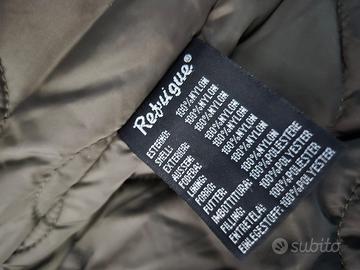 Refrigue®
ESTERNO: 100%NYLON
SHELL: 100%NYLON
EXTERIOR: 100%NYLON
AUSSEN: 100%NYLON
FODERA: 100%NYLON
LINING: 100%NYLON
FORRO: 100%NYLON
FUTTER: 100%NYLON
IMBOTTITURA: 100%POLIESTERE
FILLING: 100%POLYESTER
ENTRETELA: 100%POLIESTER
EINLEGESTOFF: 100%POLYESTER
subito